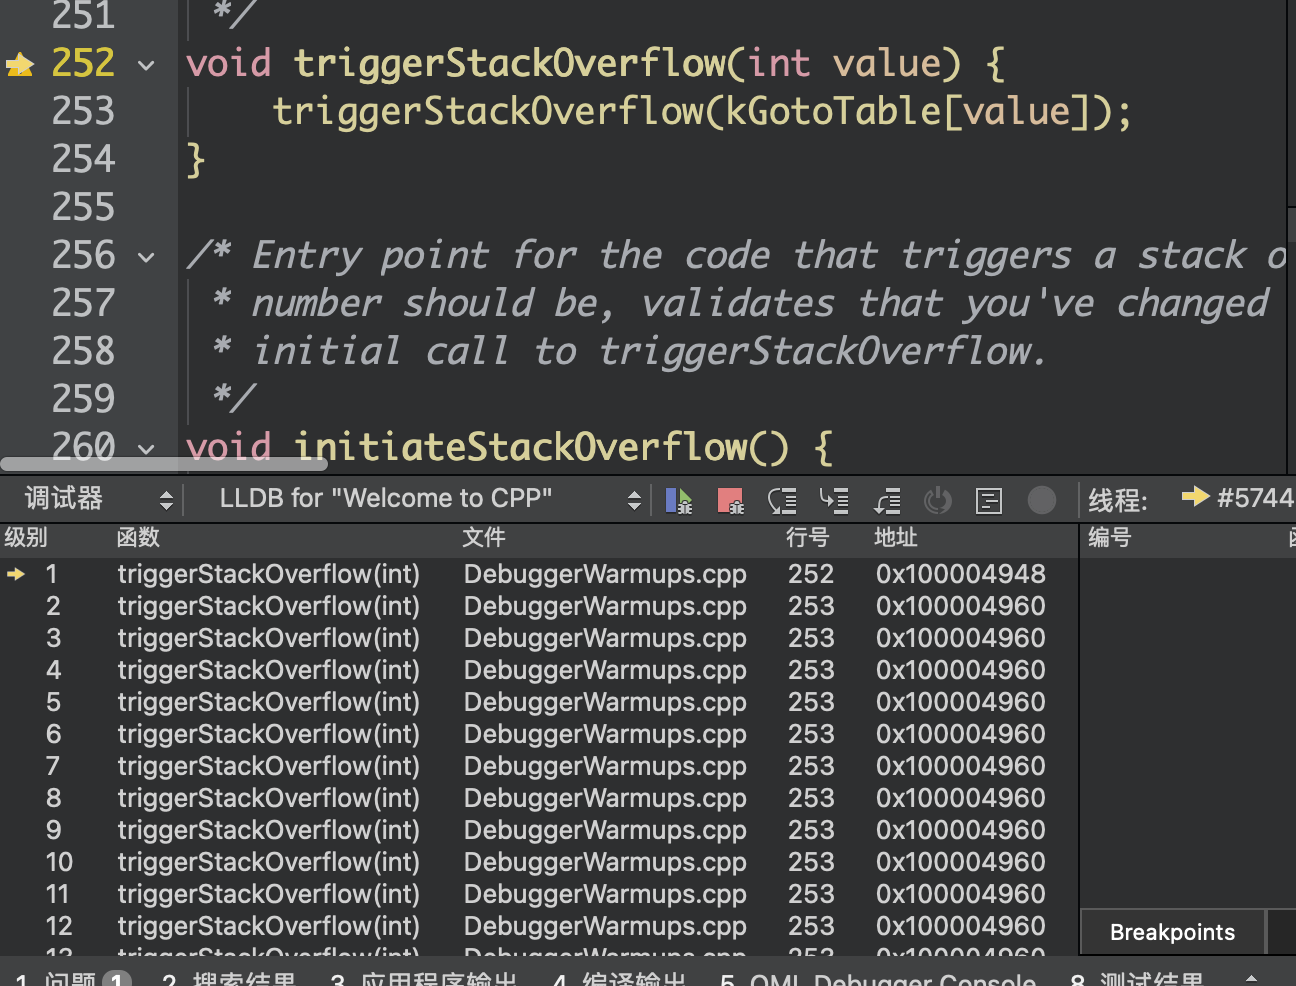 251 */
252 void triggerStackOverflow(int value) {
253 triggerStackOverflow(kGotoTable[value]);
254 }
255
256 /* Entry point for the code that triggers a stack o
257 * number should be, validates that you've changed
258 * initial call to triggerStackOverflow.
259 */
260 void initiateStackOverflow() {
调试器 LLDB for "Welcome to CPP" 线程: #5744
级别 函数 文件 行号 地址 编号
1 triggerStackOverflow(int) DebuggerWarmups.cpp 252 0x100004948
2 triggerStackOverflow(int) DebuggerWarmups.cpp 253 0x100004960
3 triggerStackOverflow(int) DebuggerWarmups.cpp 253 0x100004960
4 triggerStackOverflow(int) DebuggerWarmups.cpp 253 0x100004960
5 triggerStackOverflow(int) DebuggerWarmups.cpp 253 0x100004960
6 triggerStackOverflow(int) DebuggerWarmups.cpp 253 0x100004960
7 triggerStackOverflow(int) DebuggerWarmups.cpp 253 0x100004960
8 triggerStackOverflow(int) DebuggerWarmups.cpp 253 0x100004960
9 triggerStackOverflow(int) DebuggerWarmups.cpp 253 0x100004960
10 triggerStackOverflow(int) DebuggerWarmups.cpp 253 0x100004960
11 triggerStackOverflow(int) DebuggerWarmups.cpp 253 0x100004960
12 triggerStackOverflow(int) DebuggerWarmups.cpp 253 0x100004960
Breakpoints
13 triggerStackOverflow(int) DebuggerWarmups.cpp 253 0x100004960
1 问题 1 2 搜索结果 3 应用程序输出 4 编译输出 5 QML Debugger Console 8 测试结果